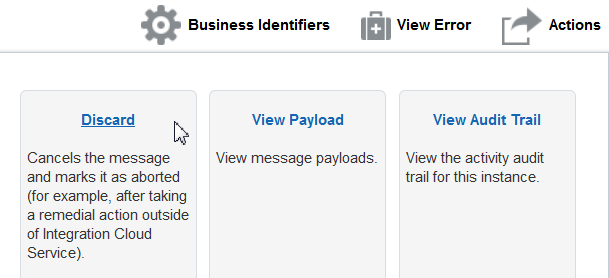 Business Identifiers View Error Actions
Discard
Cancels the message
and marks it as aborted
(for example, after taking
a remedial action outside
of Integration Cloud
Service).
View Payload
View message payloads.
View Audit Trail
View the activity audit
trail for this instance.